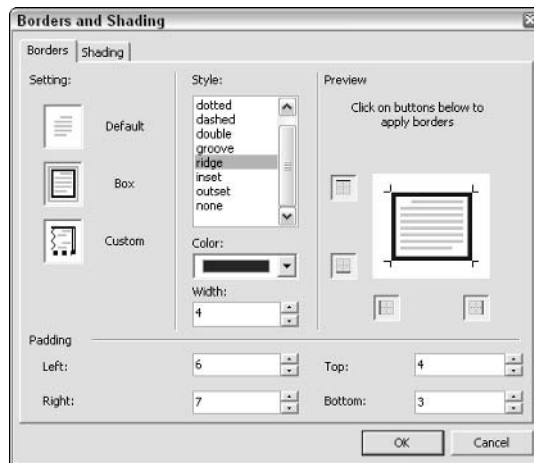 Borders and Shading
Borders
Shading
Setting:
Default
Box
Custom
Style:
dotted
dashed
double
groove
ridge
inset
outset
none
Color:
Width:
4
Preview
Click on buttons below to
apply borders
Padding
Left:
6
Top:
4
Right:
7
Bottom:
3
OK
Cancel